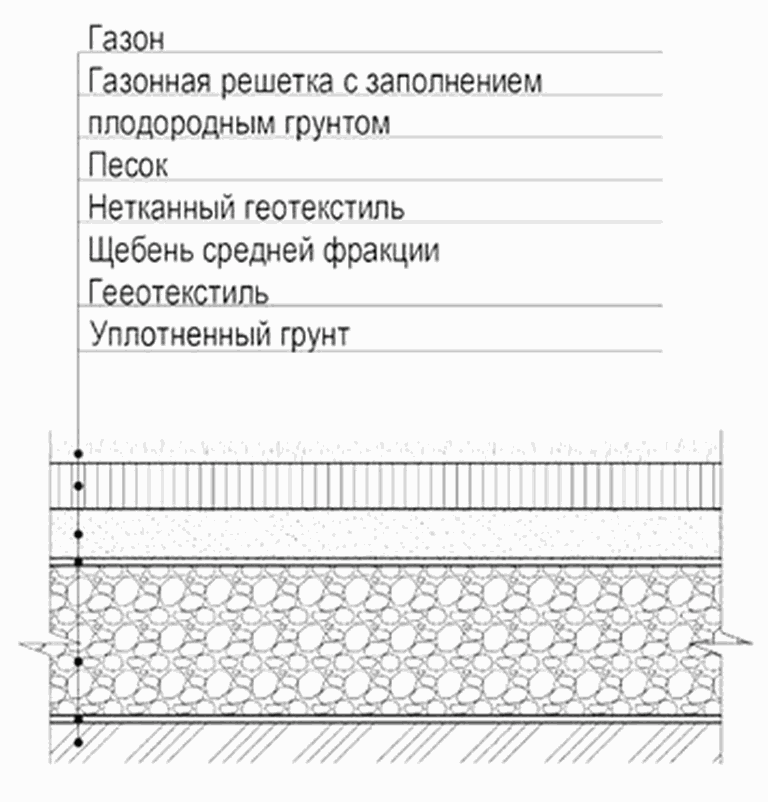 Газон
Газонная решетка с заполнением
плодородным грунтом
Песок
Нетканный геотекстиль
Щебень средней фракции
Гееотекстиль
Уплотненный грунт